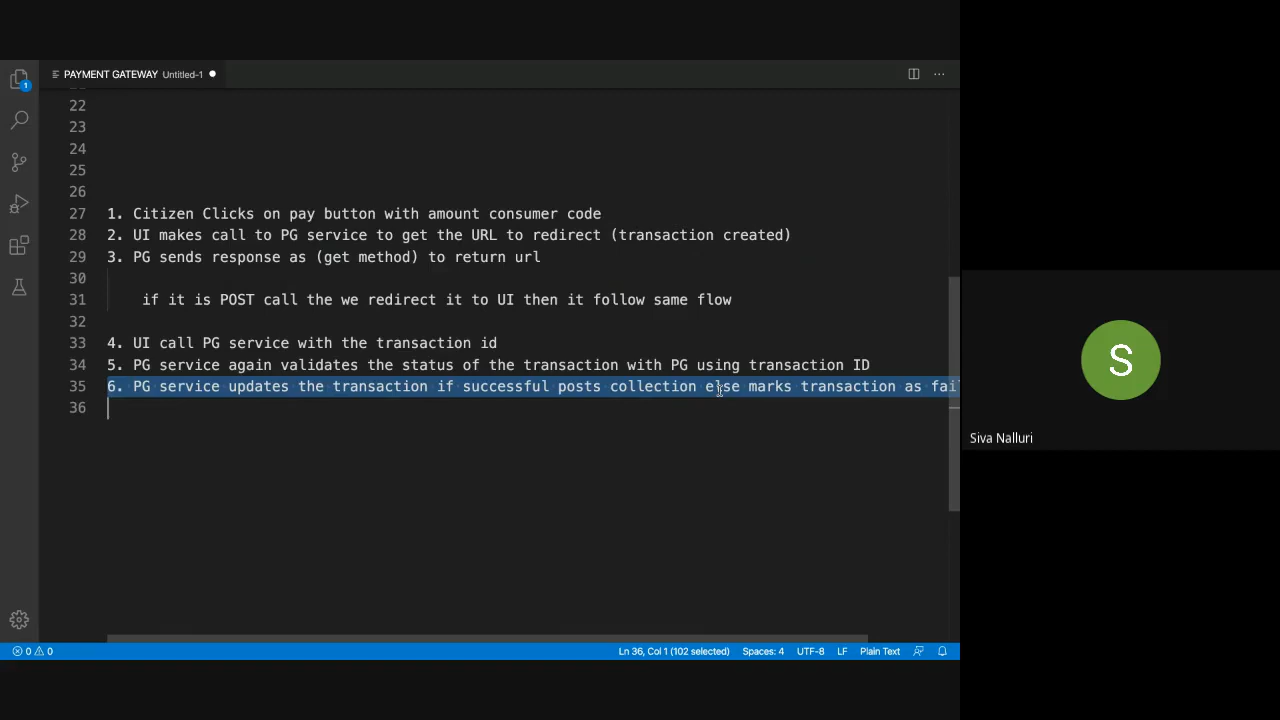 PAYMENT GATEWAY Untitled-1
1
22
23
24
25
26
27 1. Citizen Clicks on pay button with amount consumer code
28 2. UI makes call to PG service to get the URL to redirect (transaction created)
29 3. PG sends response as (get method) to return url
30
31 if it is POST call the we redirect it to UI then it follow same flow
32
33 4. UI call PG service with the transaction id
34 5. PG service again validates the status of the transaction with PG using transaction ID
35 6. PG service updates the transaction if successful posts collection else marks transaction as fai
36
S
Siva Nalluri
0 0 Ln 36, Col 1 (102 selected) Spaces: 4 UTF-8 LF Plain Text